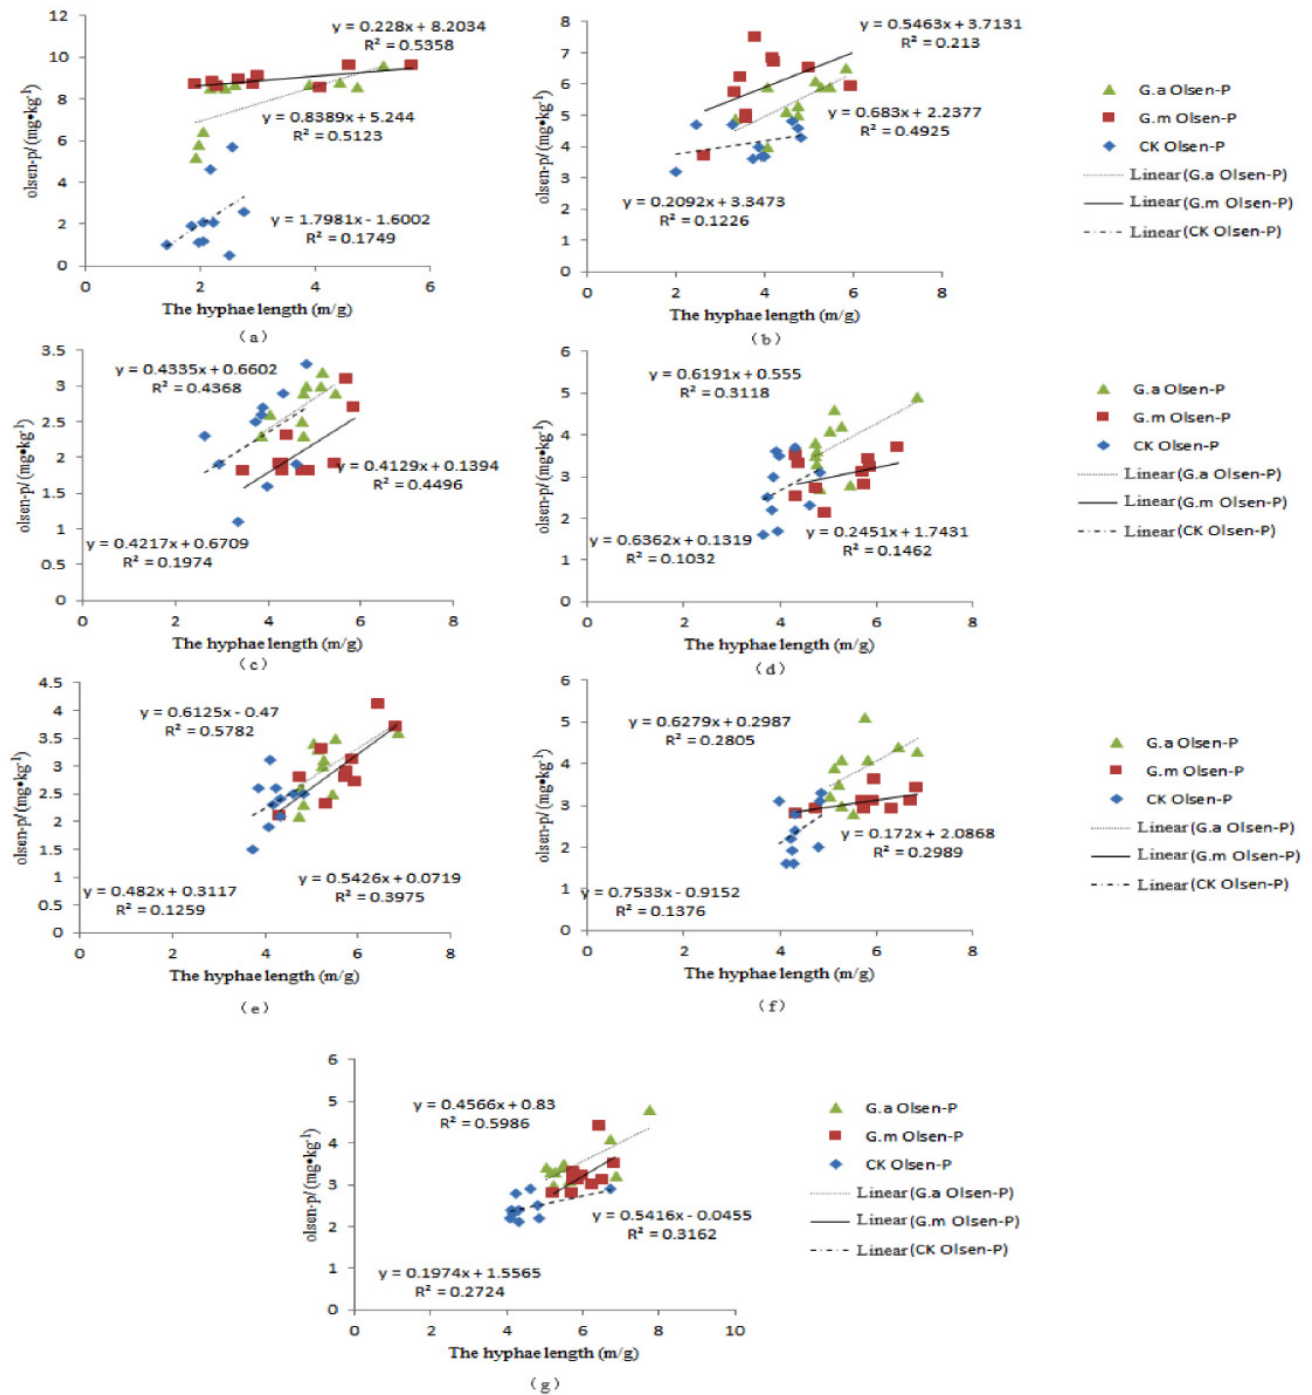 y = 0.228x + 8.2034
R² = 0.5358
y = 0.8389x + 5.244
R² = 0.5123
y = 1.7981x - 1.6002
R² = 0.1749
olsen-p/(mg•kg⁻¹)
12
10
8
6
4
2
0
0 2 4 6
The hyphae length (m/g)
(a)
y = 0.5463x + 3.7131
R² = 0.213
y = 0.683x + 2.2377
R² = 0.4925
y = 0.2092x + 3.3473
R² = 0.1226
olsen-p/(mg•kg⁻¹)
8
7
6
5
4
3
2
1
0
0 2 4 6 8
The hyphae length (m/g)
(b)
G.a Olsen-P
G.m Olsen-P
CK Olsen-P
Linear(G.a Olsen-P)
Linear(G.m Olsen-P)
Linear(CK Olsen-P)
y = 0.4335x + 0.6602
R² = 0.4368
y = 0.4129x + 0.1394
R² = 0.4496
y = 0.4217x + 0.6709
R² = 0.1974
olsen-p/(mg•kg⁻¹)
3.5
3
2.5
2
1.5
1
0.5
0
0 2 4 6 8
The hyphae length (m/g)
(c)
y = 0.6191x + 0.555
R² = 0.3118
y = 0.6362x + 0.1319
R² = 0.1032
y = 0.2451x + 1.7431
R² = 0.1462
olsen-p/(mg•kg⁻¹)
6
5
4
3
2
1
0
0 2 4 6 8
The hyphae length (m/g)
(d)
G.a Olsen-P
G.m Olsen-P
CK Olsen-P
Linear(G.a Olsen-P)
Linear(G.m Olsen-P)
Linear(CK Olsen-P)
y = 0.6125x - 0.47
R² = 0.5782
y = 0.482x + 0.3117
R² = 0.1259
y = 0.5426x + 0.0719
R² = 0.3975
olsen-p/(mg•kg⁻¹)
4.5
4
3.5
3
2.5
2
1.5
1
0.5
0
0 2 4 6 8
The hyphae length (m/g)
(e)
y = 0.6279x + 0.2987
R² = 0.2805
y = 0.172x + 2.0868
R² = 0.2989
y = 0.7533x - 0.9152
R² = 0.1376
olsen-p/(mg•kg⁻¹)
6
5
4
3
2
1
0
0 2 4 6 8
The hyphae length (m/g)
(f)
G.a Olsen-P
G.m Olsen-P
CK Olsen-P
Linear(G.a Olsen-P)
Linear(G.m Olsen-P)
Linear(CK Olsen-P)
y = 0.4566x + 0.83
R² = 0.5986
y = 0.5416x - 0.0455
R² = 0.3162
y = 0.1974x + 1.5565
R² = 0.2724
olsen-p/(mg•kg⁻¹)
6
5
4
3
2
1
0
0 2 4 6 8 10
The hyphae length (m/g)
(g)
G.a Olsen-P
G.m Olsen-P
CK Olsen-P
Linear(G.a Olsen-P)
Linear(G.m Olsen-P)
Linear(CK Olsen-P)